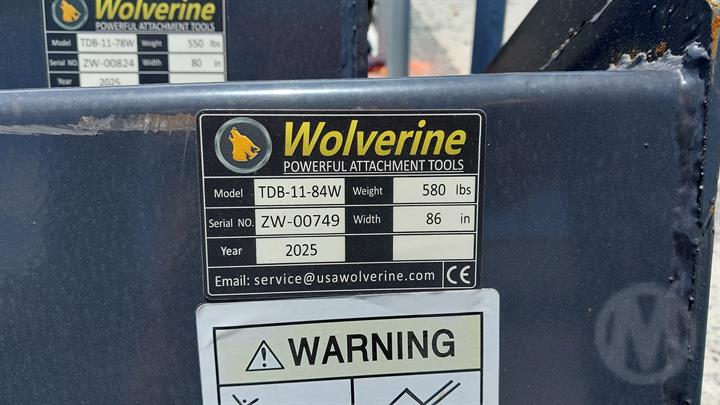 Wolverine
POWERFUL ATTACHMENT TOOLS
Model TDB-11-78W Weight 550 lbs
Serial NO. ZW-00824 Width 80 in
Year 2025
Wolverine
POWERFUL ATTACHMENT TOOLS
Model TDB-11-84W Weight 580 lbs
Serial NO. ZW-00749 Width 86 in
Year 2025
Email: service@usawolverine.com CE
WARNING
M